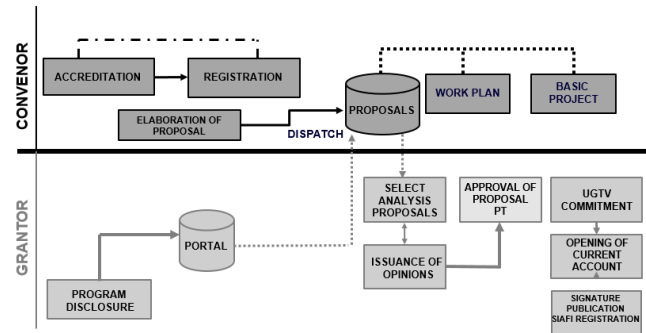 CONVENOR
ACCREDITATION
REGISTRATION
ELABORATION OF
PROPOSAL
DISPATCH
PROPOSALS
WORK PLAN
BASIC
PROJECT
GRANTOR
PROGRAM
DISCLOSURE
PORTAL
SELECT
ANALYSIS
PROPOSALS
ISSUANCE OF
OPINIONS
APPROVAL OF
PROPOSAL
PT
UGTV
COMMITMENT
OPENING OF
CURRENT
ACCOUNT
SIGNATURE
PUBLICATION
SIAFI REGISTRATION